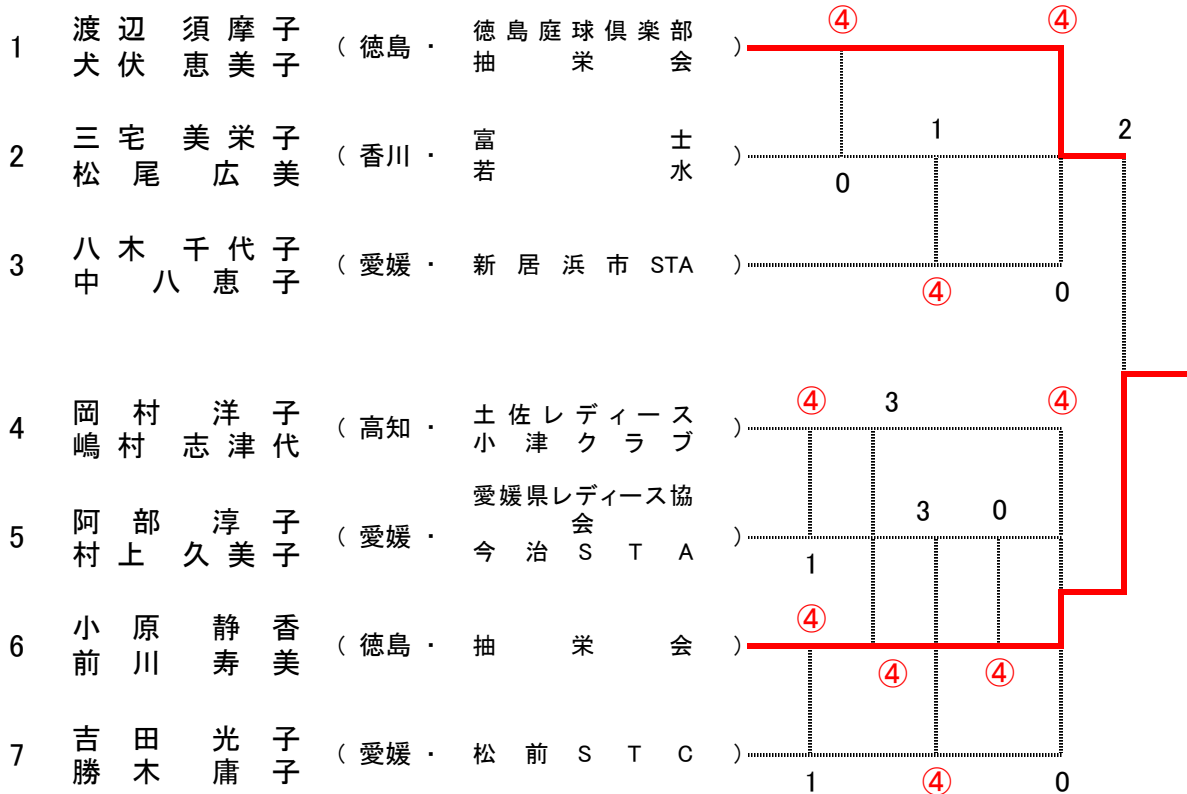 ④ ④
1 渡辺 須摩子 (徳島・徳島庭球倶楽部)
犬伏 恵美子 抽栄会
1 2
2 三宅 美栄子 (香川・富士)
松尾 広美 若水
0
3 八木 千代子 (愛媛・新居浜市STA)
中 八恵子
④ 0
④ 3 ④
4 岡村 洋子 (高知・土佐レディース)
嶋村 志津代 小津クラブ
愛媛県レディース協
3 0
5 阿部 淳子 (愛媛・会)
村上 久美子 今治STA
1
④
6 小原 静香 (徳島・抽栄会)
前川 寿美
④ ④
7 吉田 光子 (愛媛・松前STC)
勝木 庸子
1 ④ 0